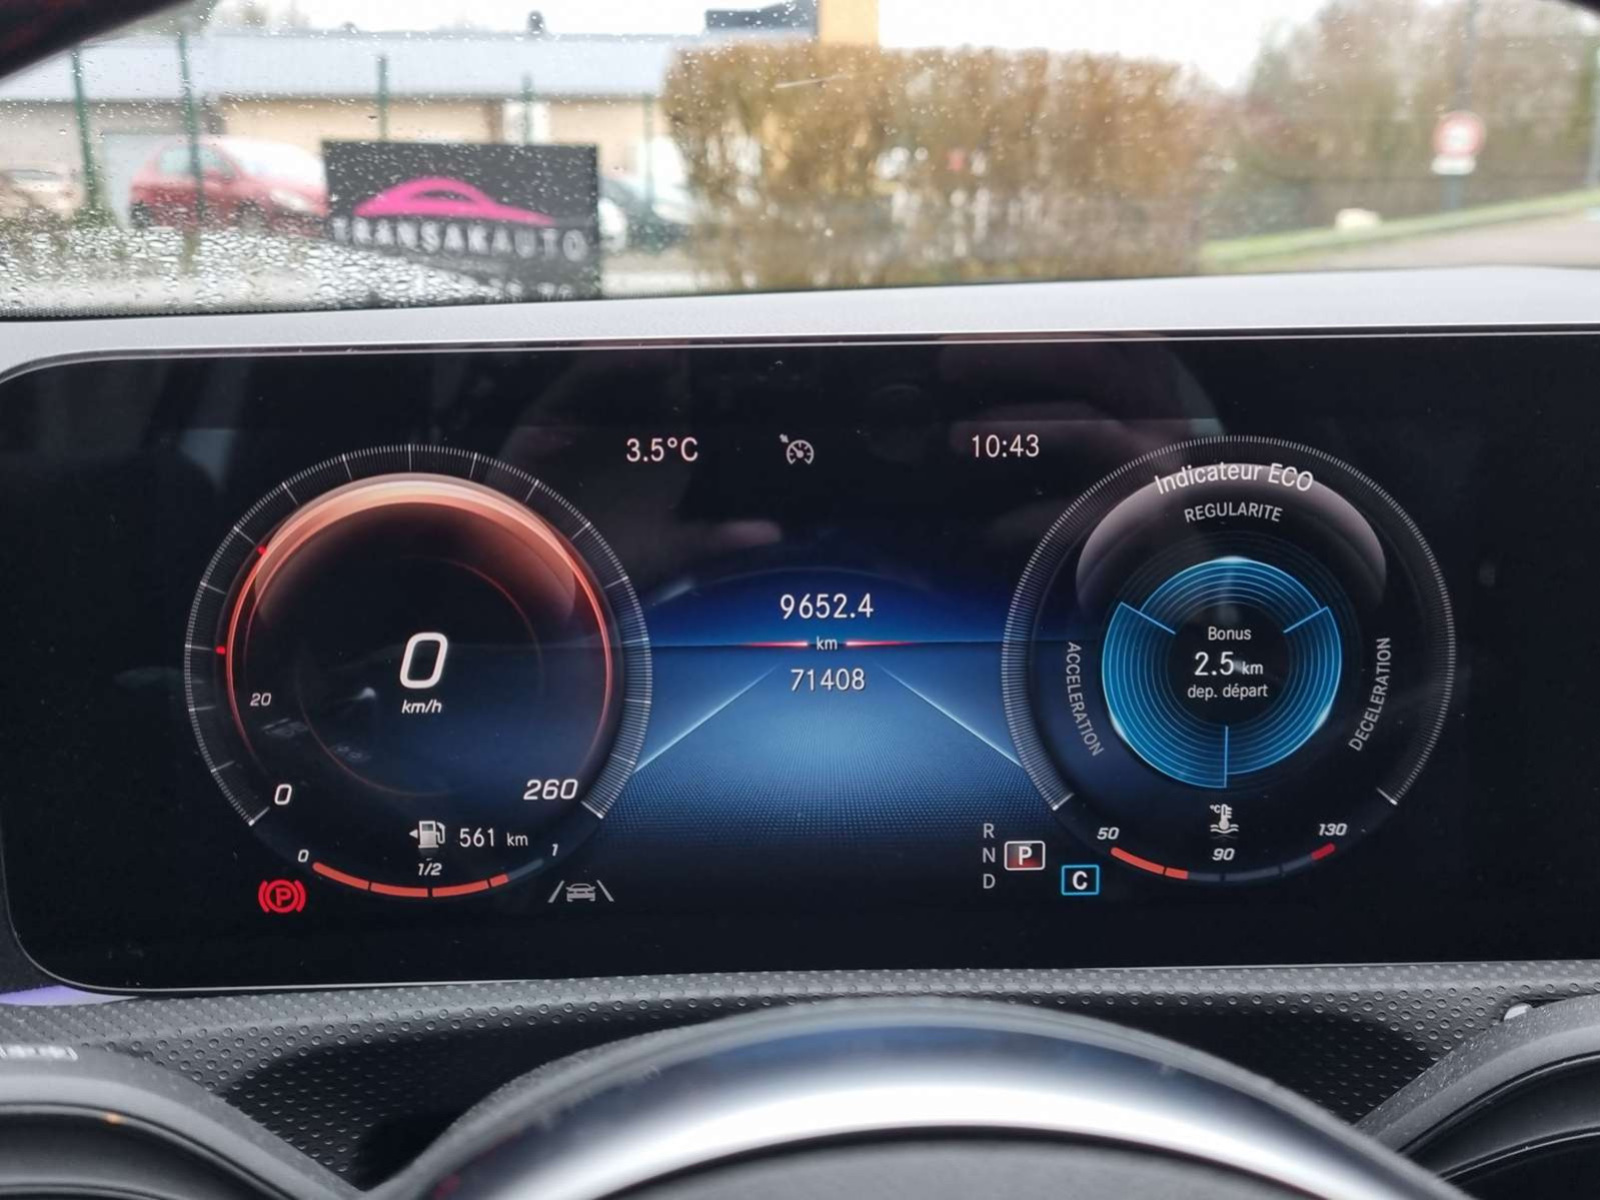 TRANSAKAUTO
3.5°C
10:43
Indicateur ECO
REGULARITE
9652.4
km
71408
0
km/h
20
0
260
561 km
0
1/2
1
P
R
N
P
D
C
Bonus
2.5 km
dep. départ
ACCELERATION
DECELERATION
°C
50
90
130